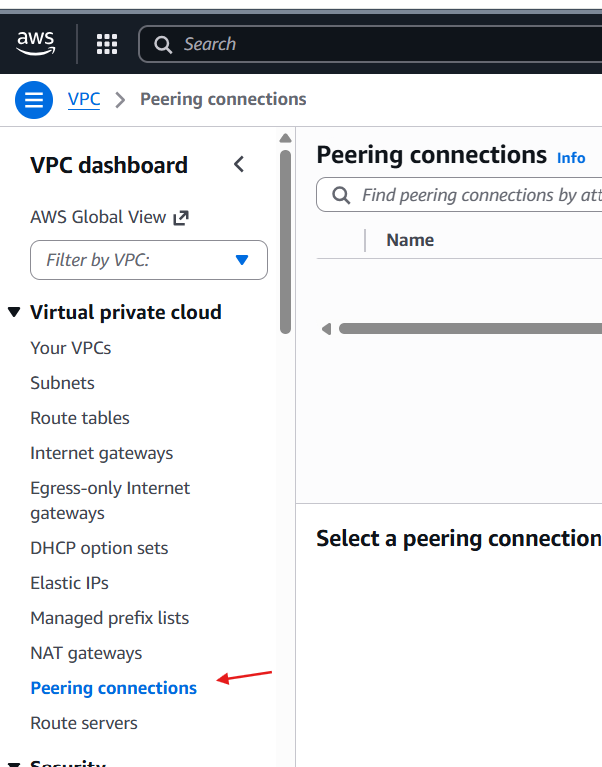 aws
Search
VPC
Peering connections
VPC dashboard
AWS Global View
Filter by VPC:
Virtual private cloud
Your VPCs
Subnets
Route tables
Internet gateways
Egress-only Internet
gateways
DHCP option sets
Elastic IPs
Managed prefix lists
NAT gateways
Peering connections
Route servers
Security
Peering connections Info
Find peering connections by att
Name
Select a peering connection